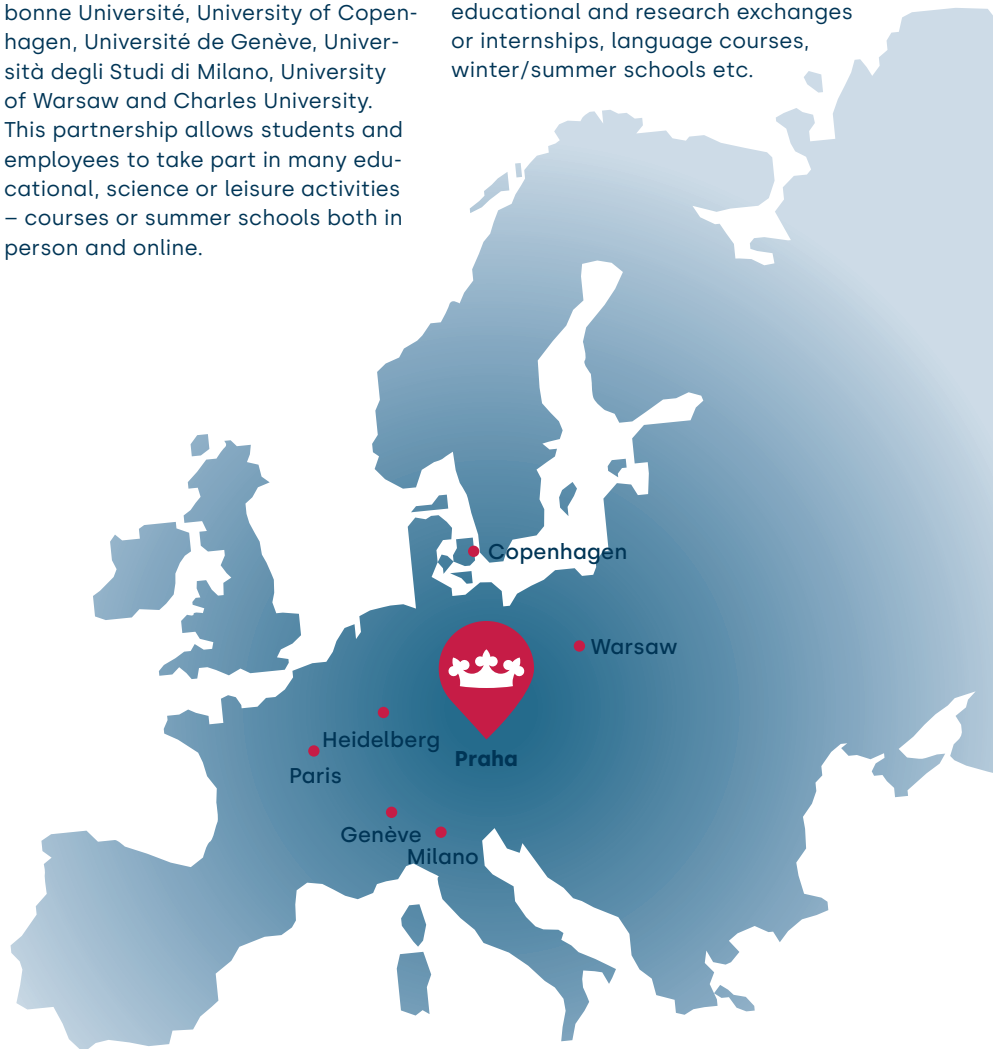 bonne Université, University of Copen-
hagen, Université de Genève, Univer-
sità degli Studi di Milano, University
of Warsaw and Charles University.
This partnership allows students and
employees to take part in many edu-
cational, science or leisure activities
– courses or summer schools both in
person and online.
educational and research exchanges
or internships, language courses,
winter/summer schools etc.
Copenhagen
Warsaw
Heidelberg
Praha
Paris
Genève
Milano